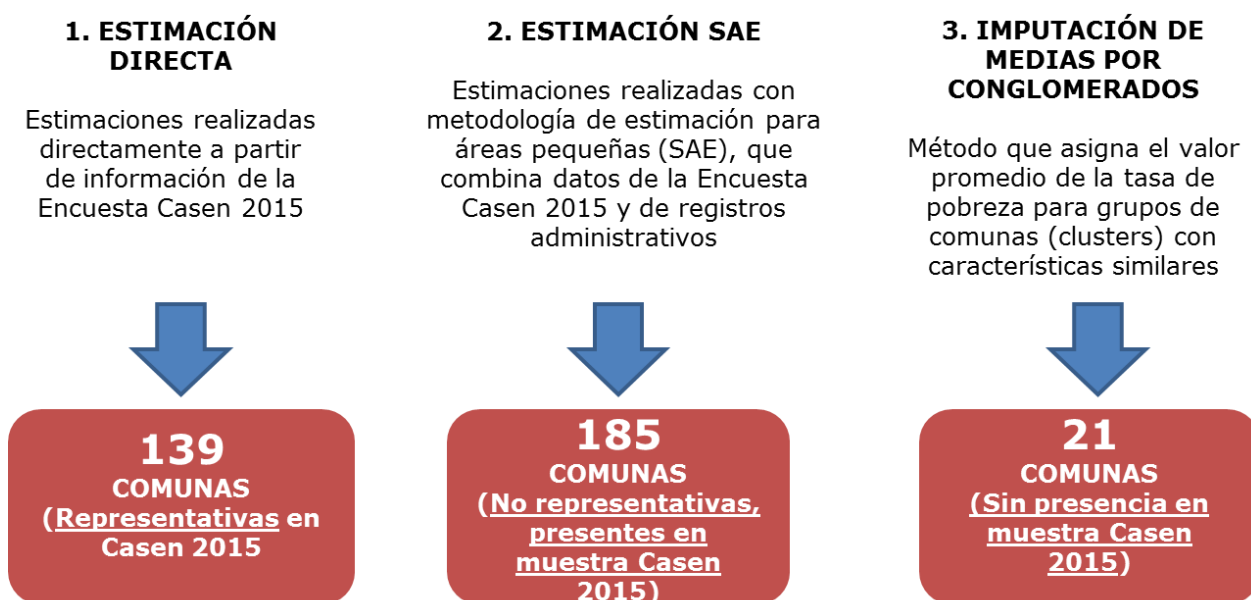 1. ESTIMACIÓN
DIRECTA
Estimaciones realizadas
directamente a partir
de información de la
Encuesta Casen 2015
139
COMUNAS
(Representativas en
Casen 2015
2. ESTIMACIÓN SAE
Estimaciones realizadas con
metodología de estimación para
áreas pequeñas (SAE), que
combina datos de la Encuesta
Casen 2015 y de registros
administrativos
185
COMUNAS
(No representativas,
presentes en
muestra Casen
2015)
3. IMPUTACIÓN DE
MEDIAS POR
CONGLOMERADOS
Método que asigna el valor
promedio de la tasa de
pobreza para grupos de
comunas (clusters) con
características similares
21
COMUNAS
(Sin presencia en
muestra Casen
2015)